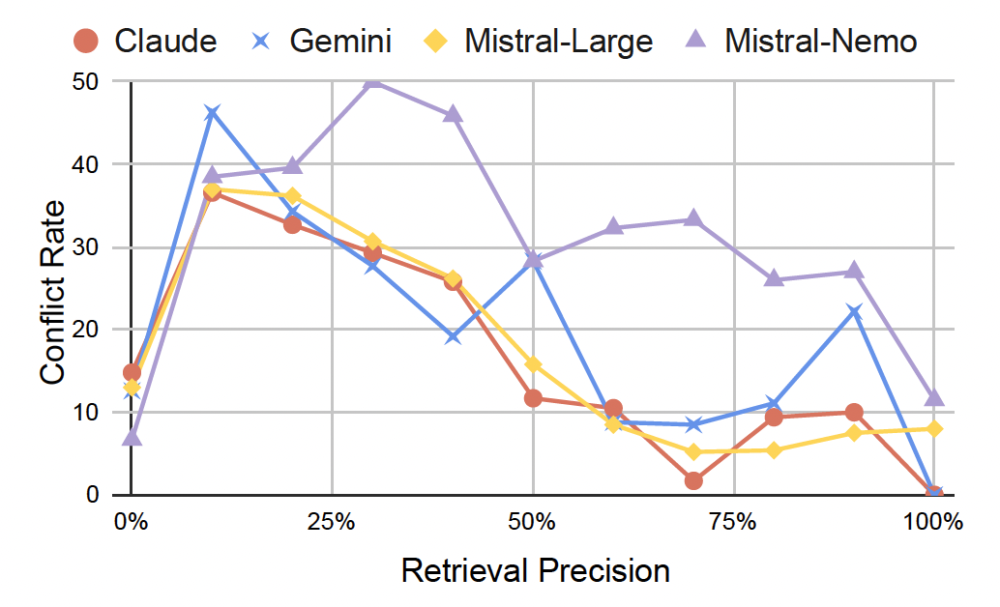 Claude Gemini Mistral-Large Mistral-Nemo
50
40
30
20
10
0
Conflict Rate
0% 25% 50% 75% 100%
Retrieval Precision